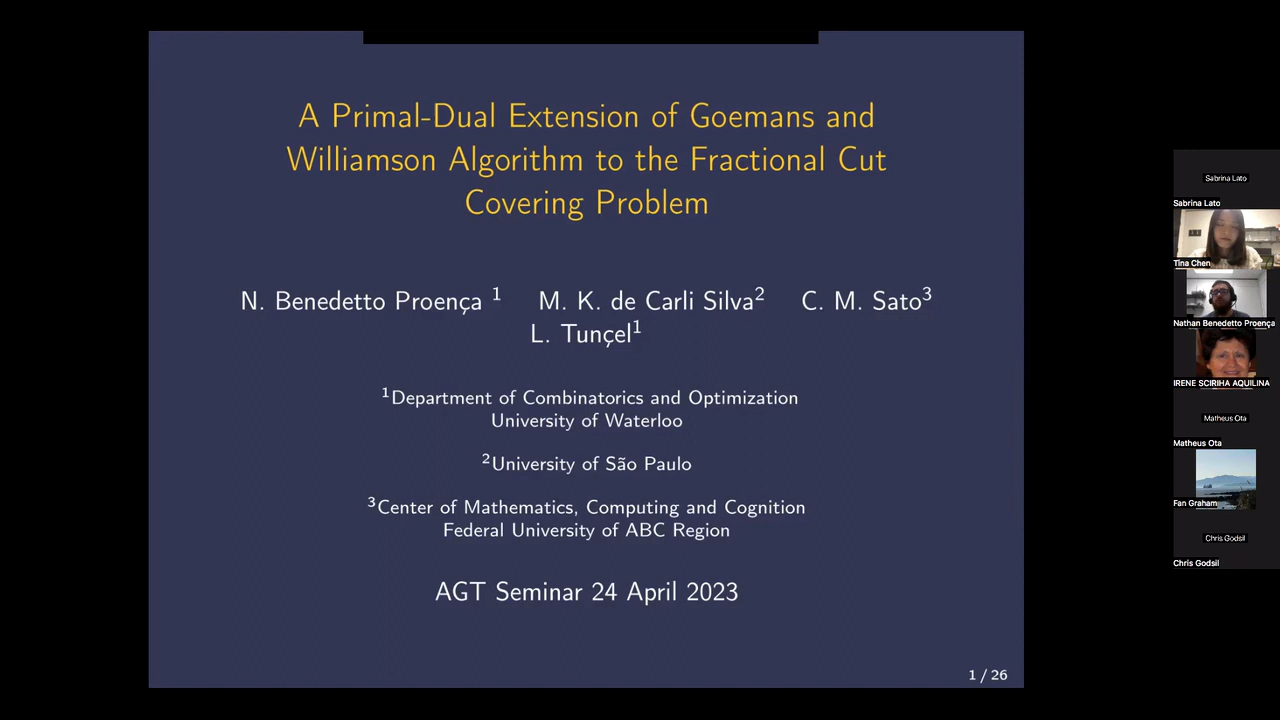 A Primal-Dual Extension of Goemans and
Williamson Algorithm to the Fractional Cut
Covering Problem
N. Benedetto Proença 1 M. K. de Carli Silva2 C. M. Sato3
L. Tunçel1
1Department of Combinatorics and Optimization
University of Waterloo
2University of São Paulo
3Center of Mathematics, Computing and Cognition
Federal University of ABC Region
AGT Seminar 24 April 2023
1 / 26
Sabrina Lato
Sabrina Lato
Tina Chen
Nathan Benedetto Proença
IRENE SCIRIHA AQUILINA
Matheus Ota
Matheus Ota
Fan Graham
Chris Godsil
Chris Godsil